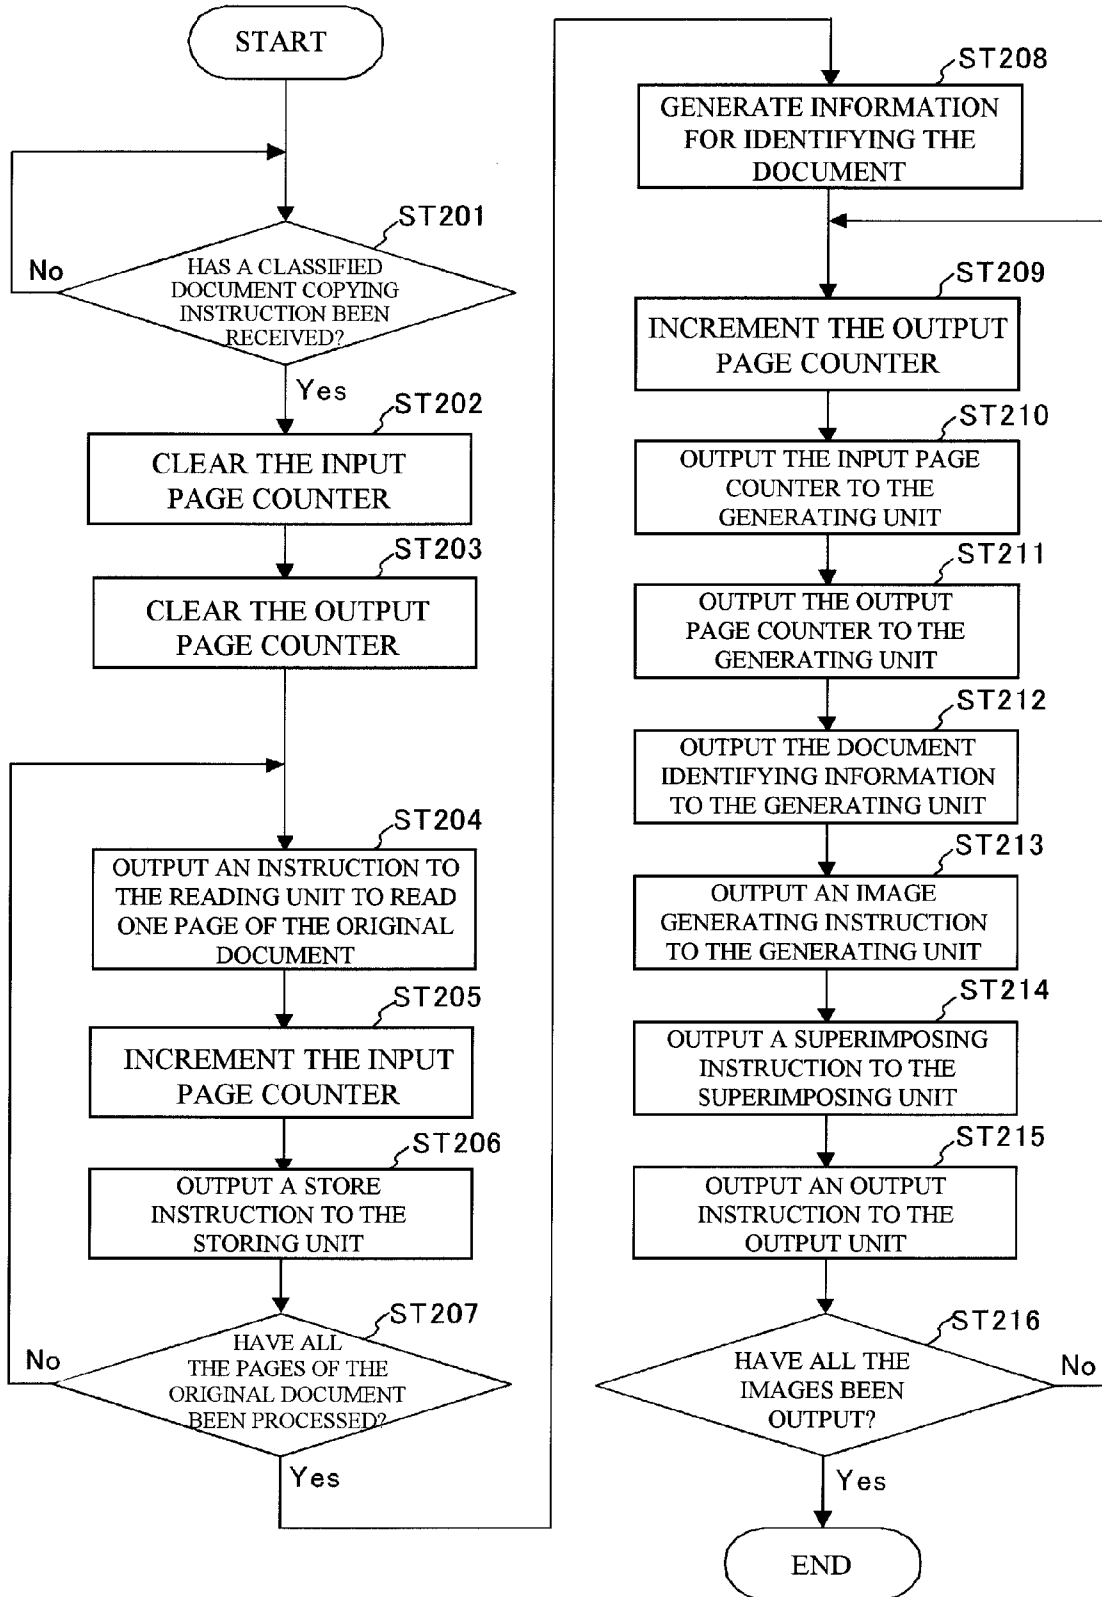 START
ST201
No
HAS A CLASSIFIED
DOCUMENT COPYING
INSTRUCTION BEEN
RECEIVED?
Yes
ST202
CLEAR THE INPUT
PAGE COUNTER
ST203
CLEAR THE OUTPUT
PAGE COUNTER
ST204
OUTPUT AN INSTRUCTION TO
THE READING UNIT TO READ
ONE PAGE OF THE ORIGINAL
DOCUMENT
ST205
INCREMENT THE INPUT
PAGE COUNTER
ST206
OUTPUT A STORE
INSTRUCTION TO THE
STORING UNIT
ST207
No
HAVE ALL
THE PAGES OF THE
ORIGINAL DOCUMENT
BEEN PROCESSED?
Yes
ST208
GENERATE INFORMATION
FOR IDENTIFYING THE
DOCUMENT
ST209
INCREMENT THE OUTPUT
PAGE COUNTER
ST210
OUTPUT THE INPUT PAGE
COUNTER TO THE
GENERATING UNIT
ST211
OUTPUT THE OUTPUT
PAGE COUNTER TO THE
GENERATING UNIT
ST212
OUTPUT THE DOCUMENT
IDENTIFYING INFORMATION
TO THE GENERATING UNIT
ST213
OUTPUT AN IMAGE
GENERATING INSTRUCTION
TO THE GENERATING UNIT
ST214
OUTPUT A SUPERIMPOSING
INSTRUCTION TO THE
SUPERIMPOSING UNIT
ST215
OUTPUT AN OUTPUT
INSTRUCTION TO THE
OUTPUT UNIT
ST216
HAVE ALL THE
IMAGES BEEN
OUTPUT?
No
Yes
END